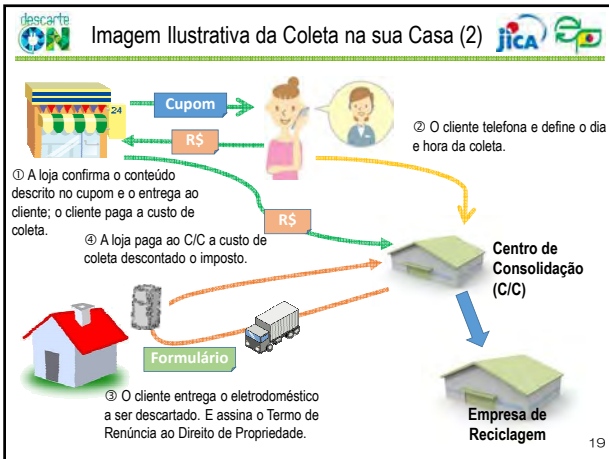 descarte
ON
Imagem Ilustrativa da Coleta na sua Casa (2)
jica
24
Cupom
R$
② O cliente telefona e define o dia
e hora da coleta.
① A loja confirma o conteúdo
descrito no cupom e o entrega ao
cliente; o cliente paga a custo de
coleta.
R$
④ A loja paga ao C/C a custo de
coleta descontado o imposto.
Centro de
Consolidação
(C/C)
Formulário
③ O cliente entrega o eletrodoméstico
a ser descartado. E assina o Termo de
Renúncia ao Direito de Propriedade.
Empresa de
Reciclagem
19